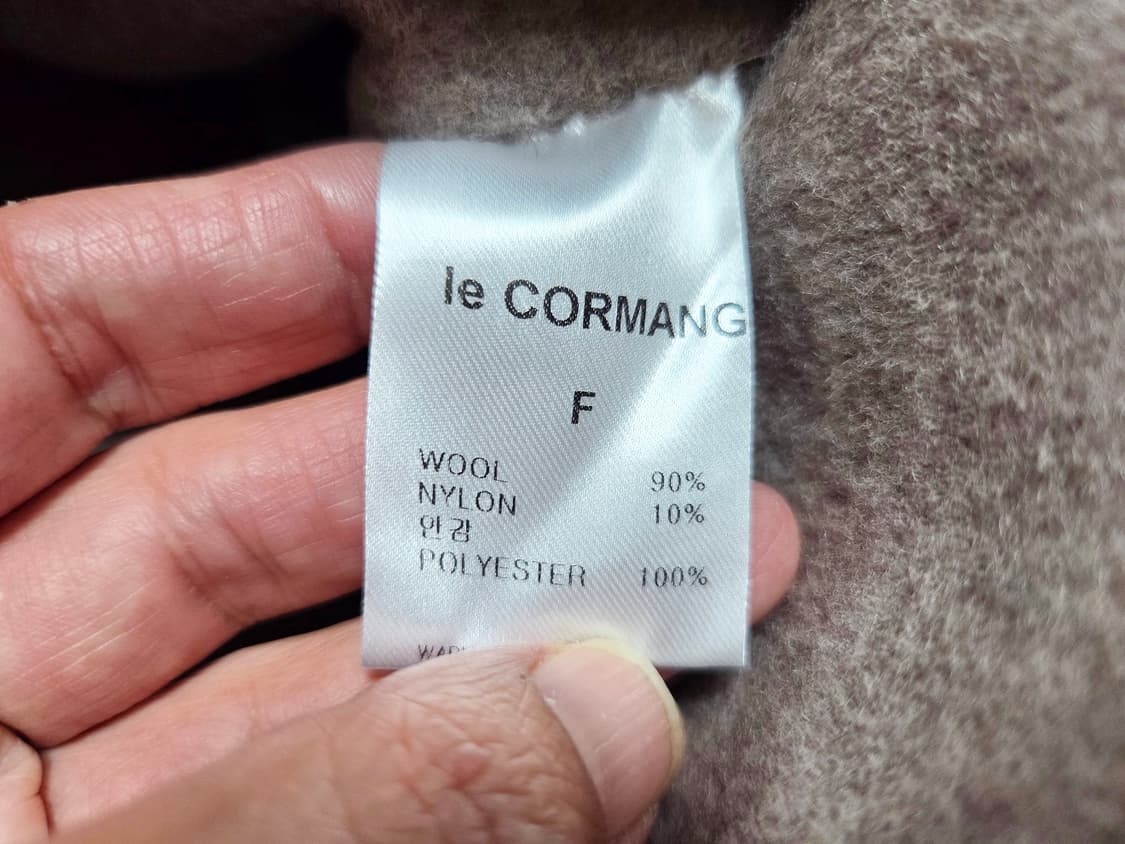 le CORMANG
F
WOOL 90%
NYLON 10%
안감
POLYESTER 100%